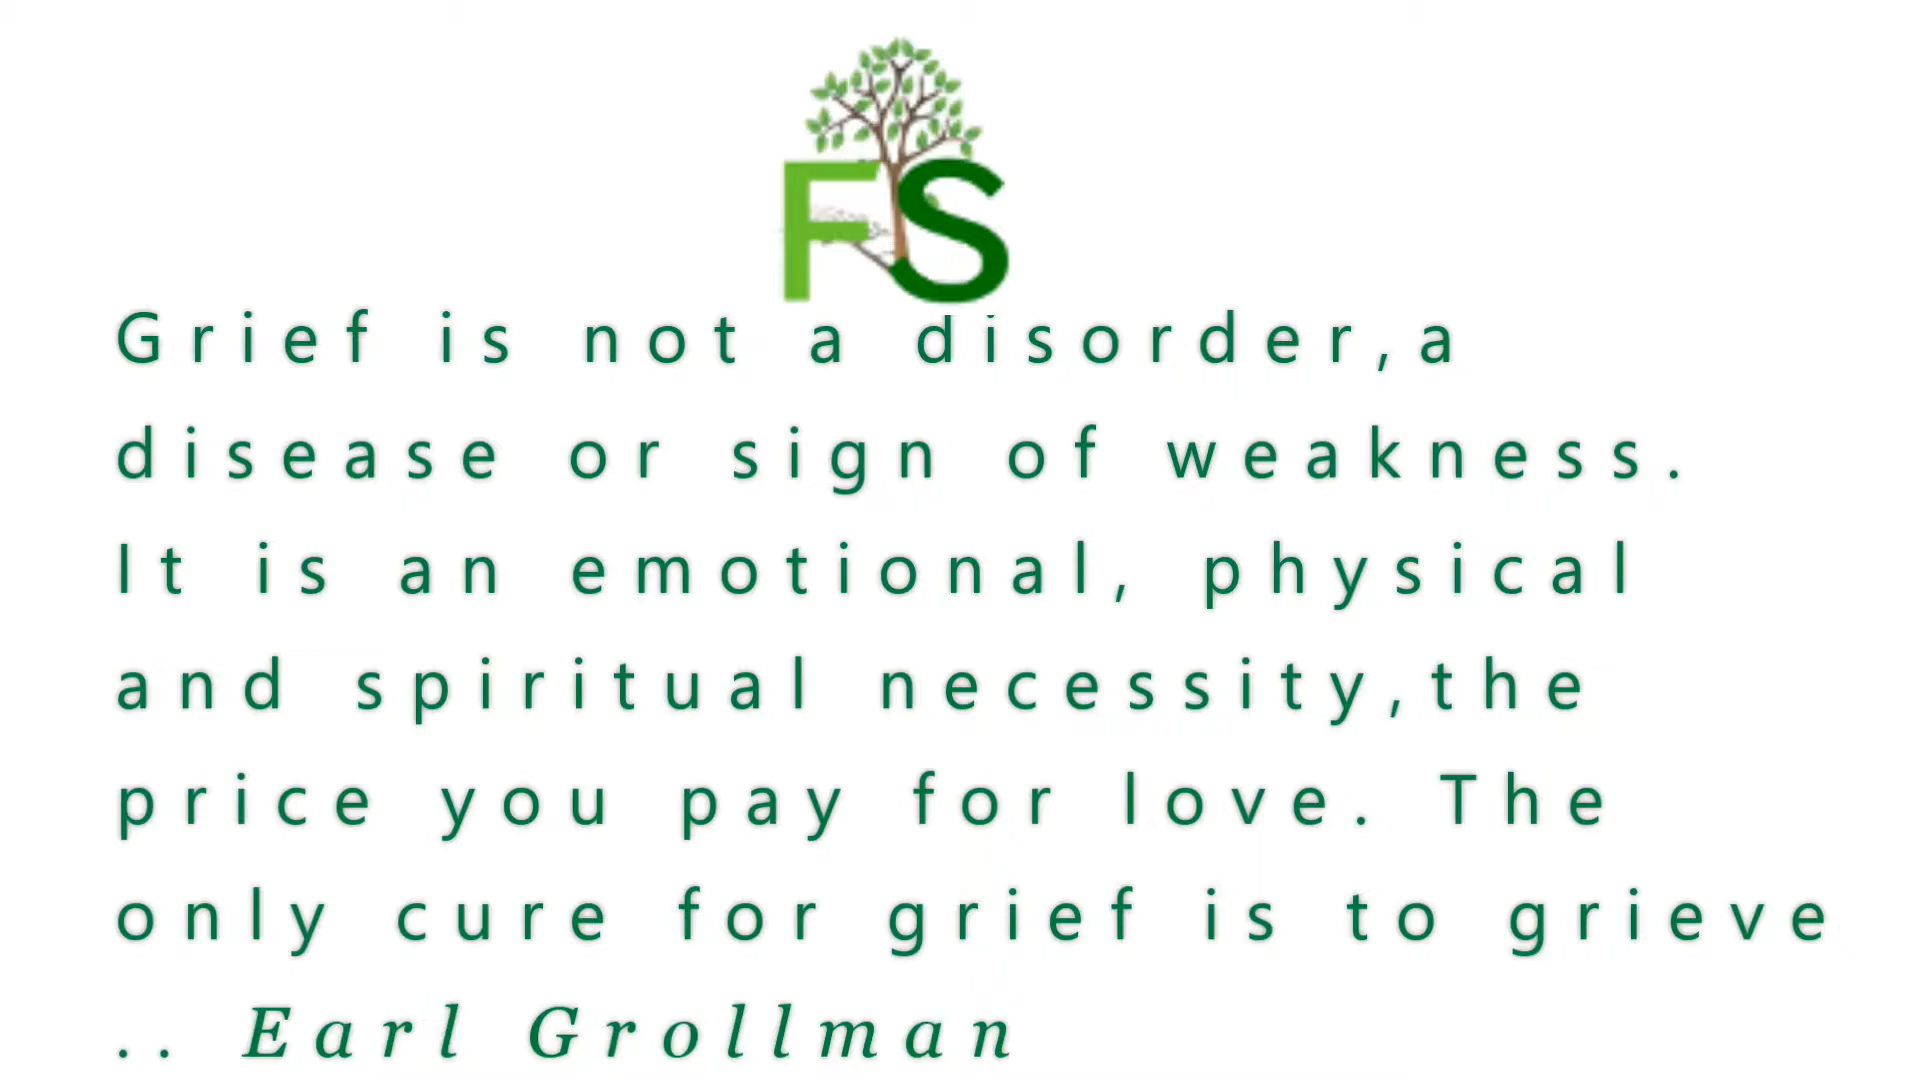 FS
Grief is not a disorder,a
disease or sign of weakness.
It is an emotional, physical
and spiritual necessity,the
price you pay for love. The
only cure for grief is to grieve
.. Earl Grollman